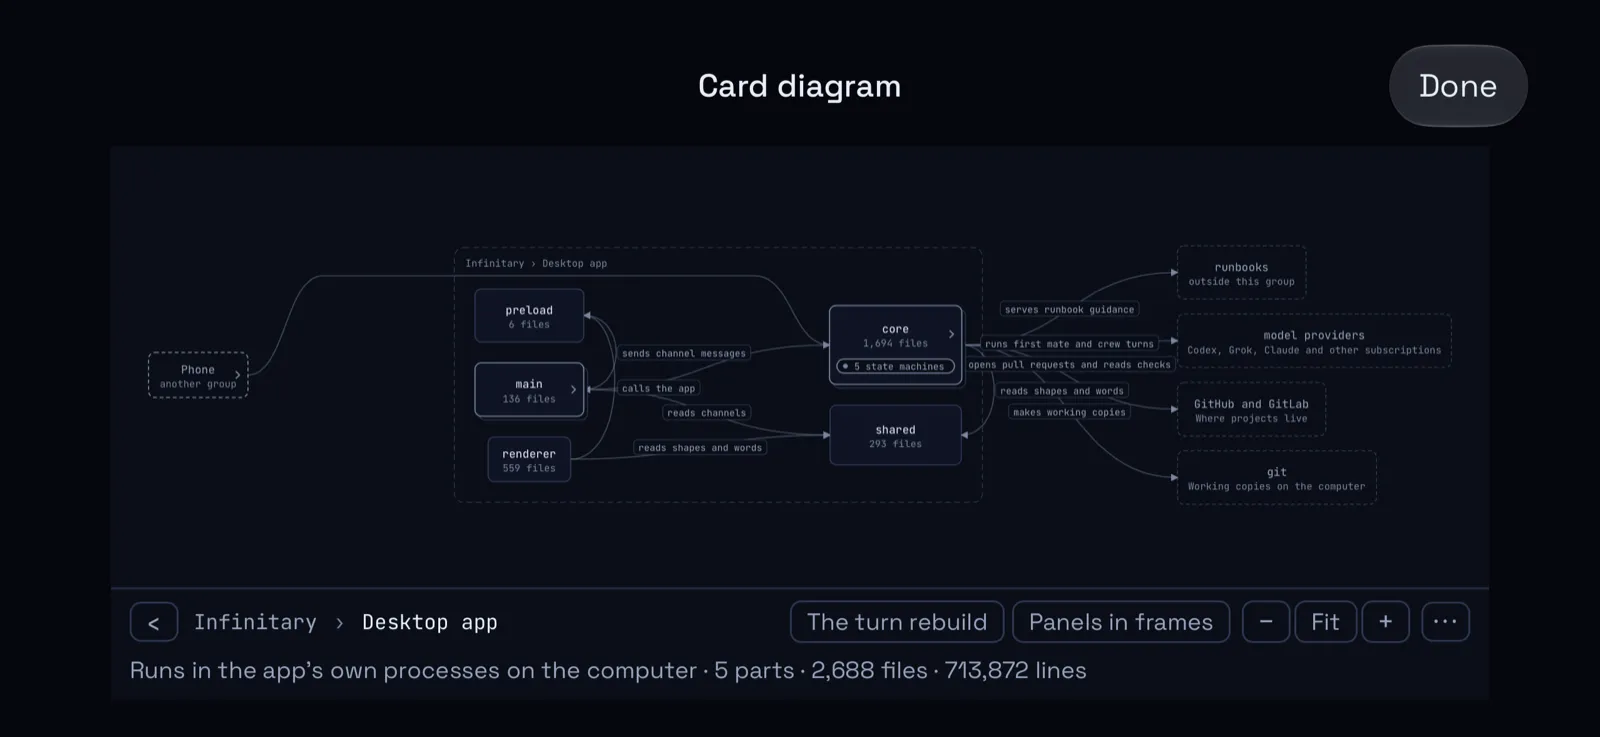 Card diagram
Done
Infinitary › Desktop app
preload
6 files
main
136 files
renderer
559 files
Phone
another group
sends channel messages
calls the app
reads channels
reads shapes and words
core
1,694 files
5 state machines
shared
293 files
serves runbook guidance
runs first mate and crew turns
opens pull requests and reads checks
reads shapes and words
makes working copies
runbooks
outside this group
model providers
Codex, Grok, Claude and other subscriptions
GitHub and GitLab
Where projects live
git
Working copies on the computer
< Infinitary › Desktop app
The turn rebuild
Panels in frames
− Fit + ···
Runs in the app's own processes on the computer · 5 parts · 2,688 files · 713,872 lines